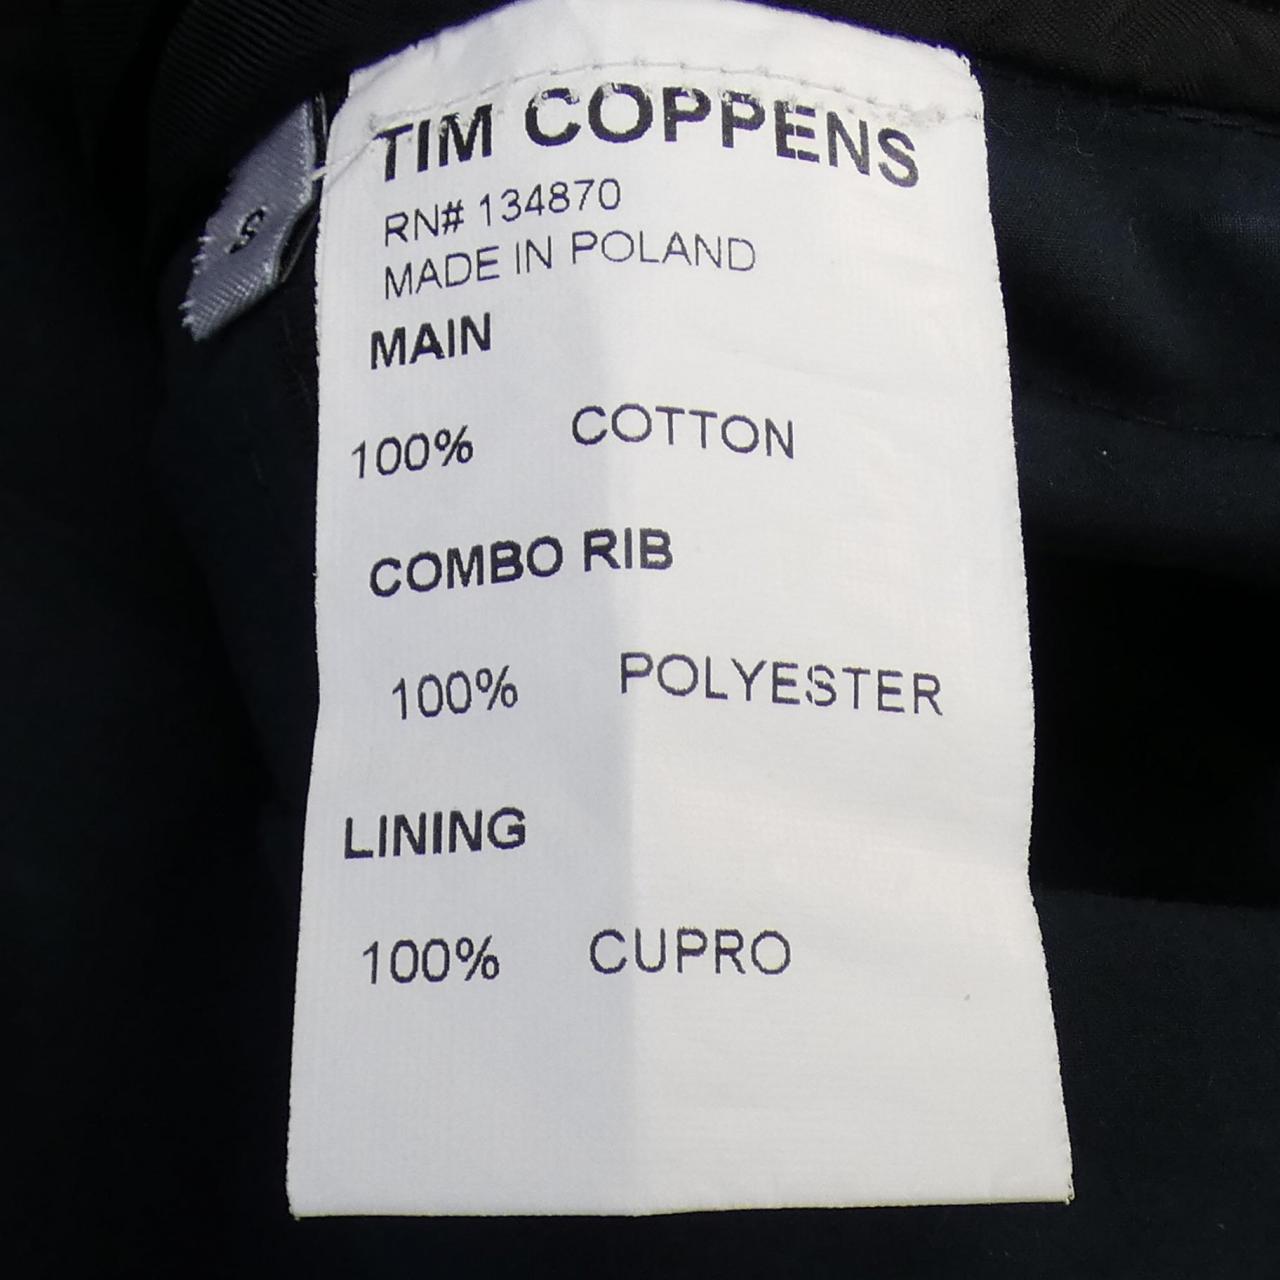 TIM COPPENS
RN# 134870
MADE IN POLAND
MAIN
100% COTTON
COMBO RIB
100% POLYESTER
LINING
100% CUPRO
S